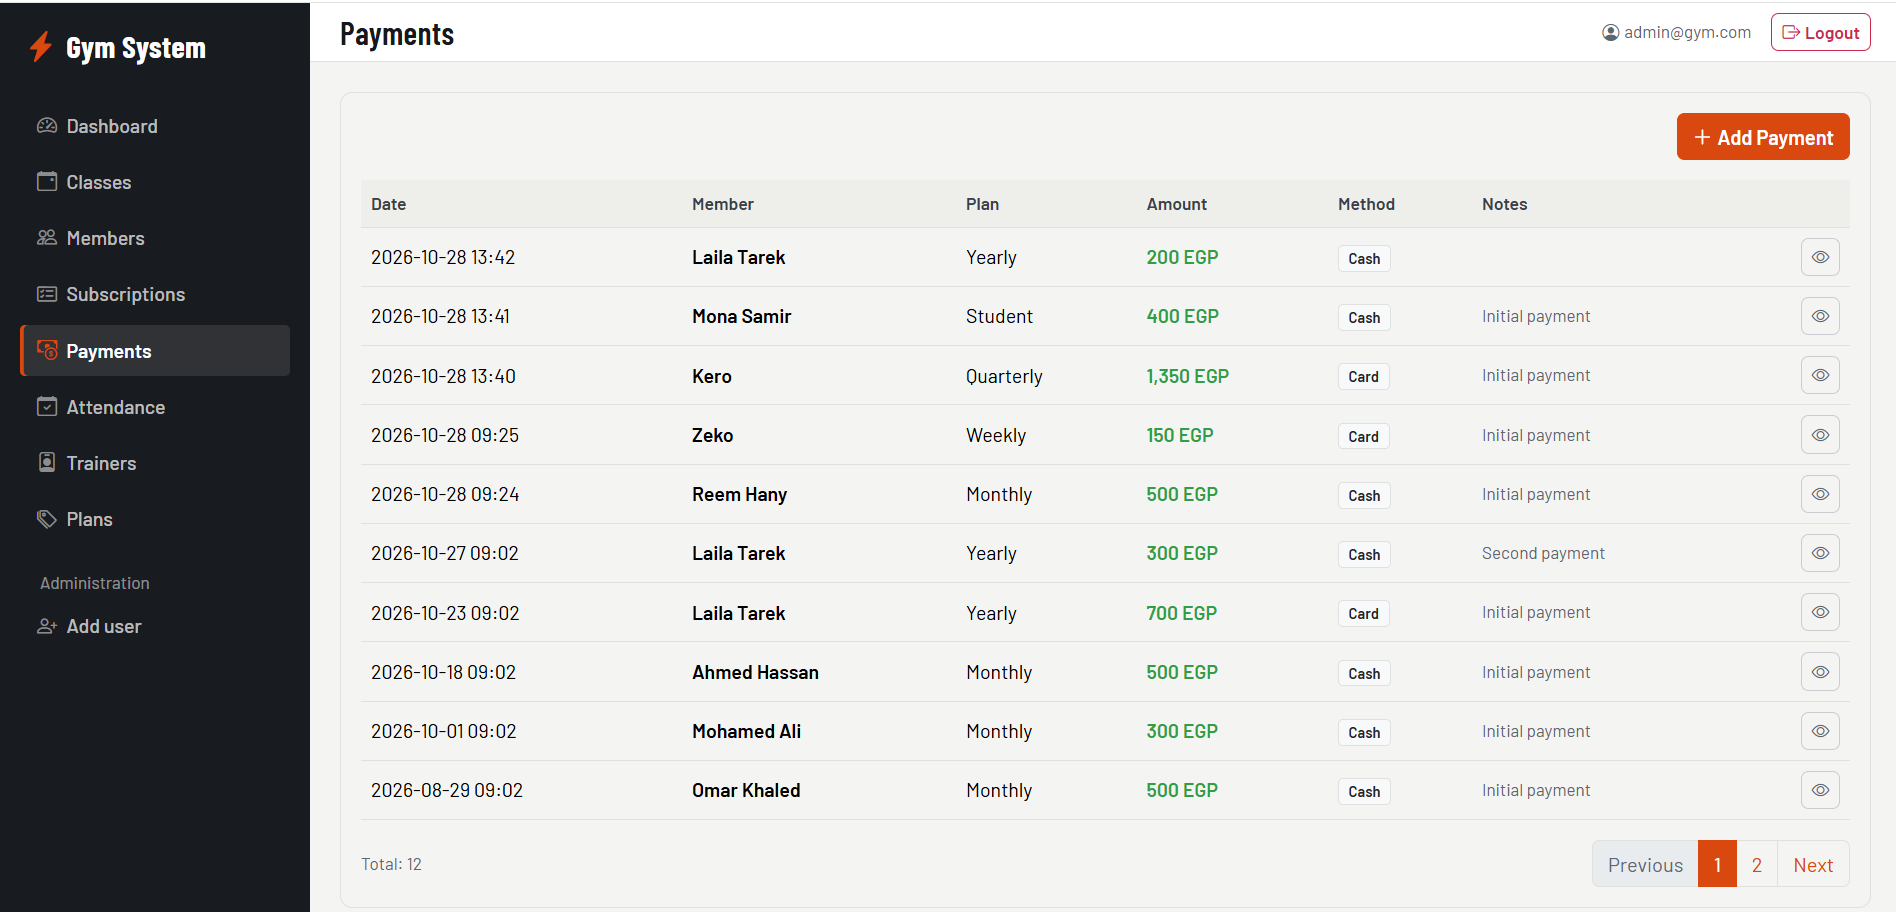 Gym System
Dashboard
Classes
Members
Subscriptions
Payments
Attendance
Trainers
Plans
Administration
Add user
Payments
admin@gym.com
Logout
+ Add Payment
Date Member Plan Amount Method Notes
2026-10-28 13:42 Laila Tarek Yearly 200 EGP Cash
2026-10-28 13:41 Mona Samir Student 400 EGP Cash Initial payment
2026-10-28 13:40 Kero Quarterly 1,350 EGP Card Initial payment
2026-10-28 09:25 Zeko Weekly 150 EGP Card Initial payment
2026-10-28 09:24 Reem Hany Monthly 500 EGP Cash Initial payment
2026-10-27 09:02 Laila Tarek Yearly 300 EGP Cash Second payment
2026-10-23 09:02 Laila Tarek Yearly 700 EGP Card Initial payment
2026-10-18 09:02 Ahmed Hassan Monthly 500 EGP Cash Initial payment
2026-10-01 09:02 Mohamed Ali Monthly 300 EGP Cash Initial payment
2026-08-29 09:02 Omar Khaled Monthly 500 EGP Cash Initial payment
Total: 12
Previous 1 2 Next